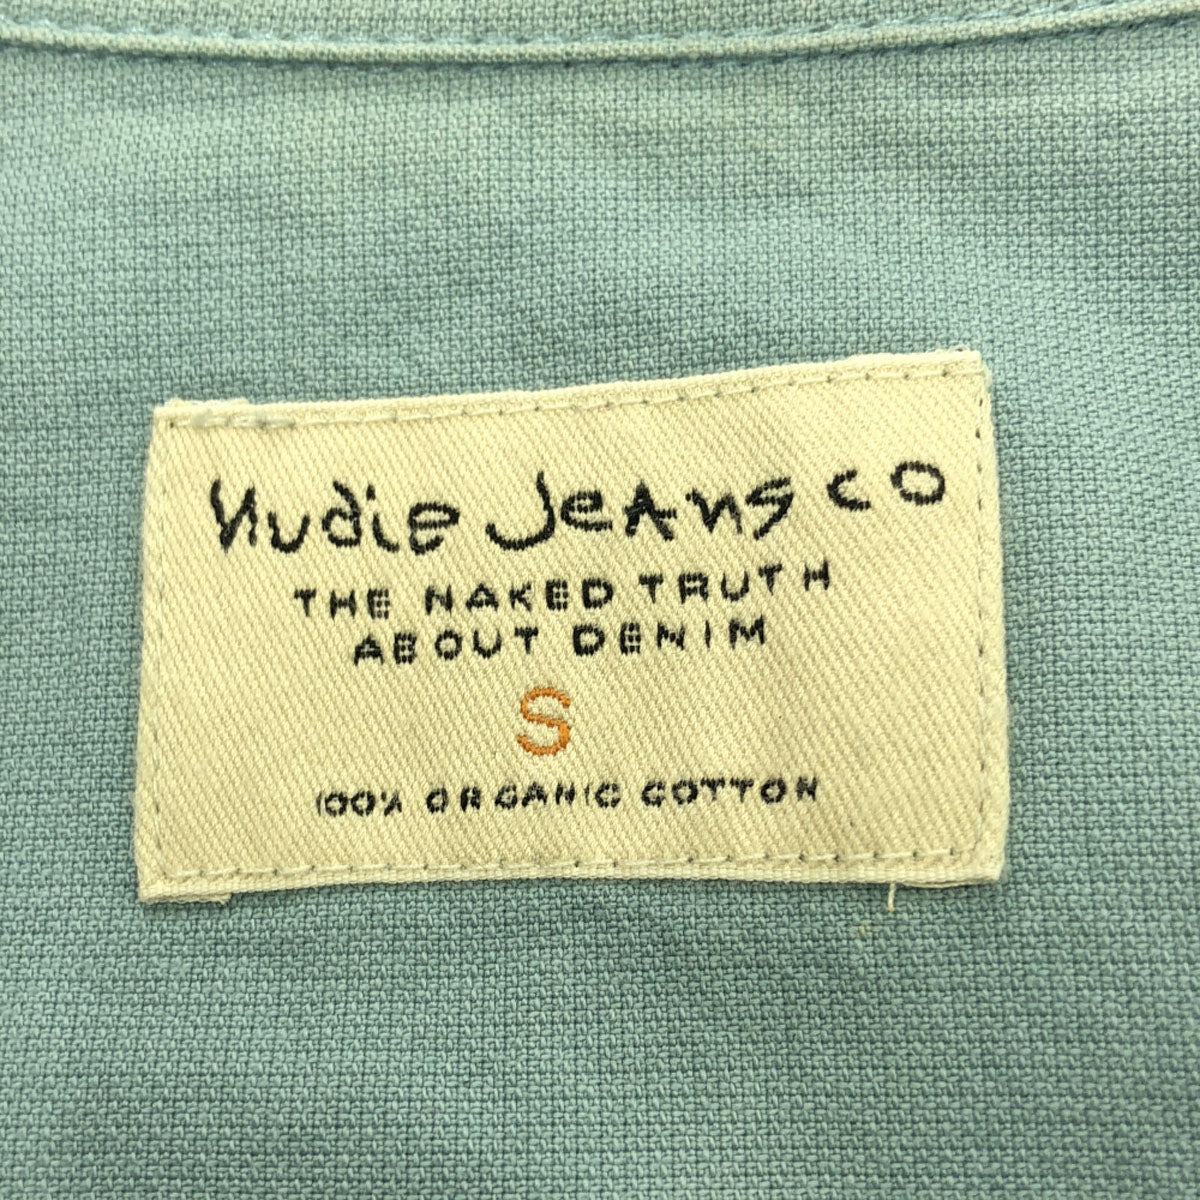 Nudie Jeans co
THE NAKED TRUTH
ABOUT DENIM
S
100% ORGANIC COTTON